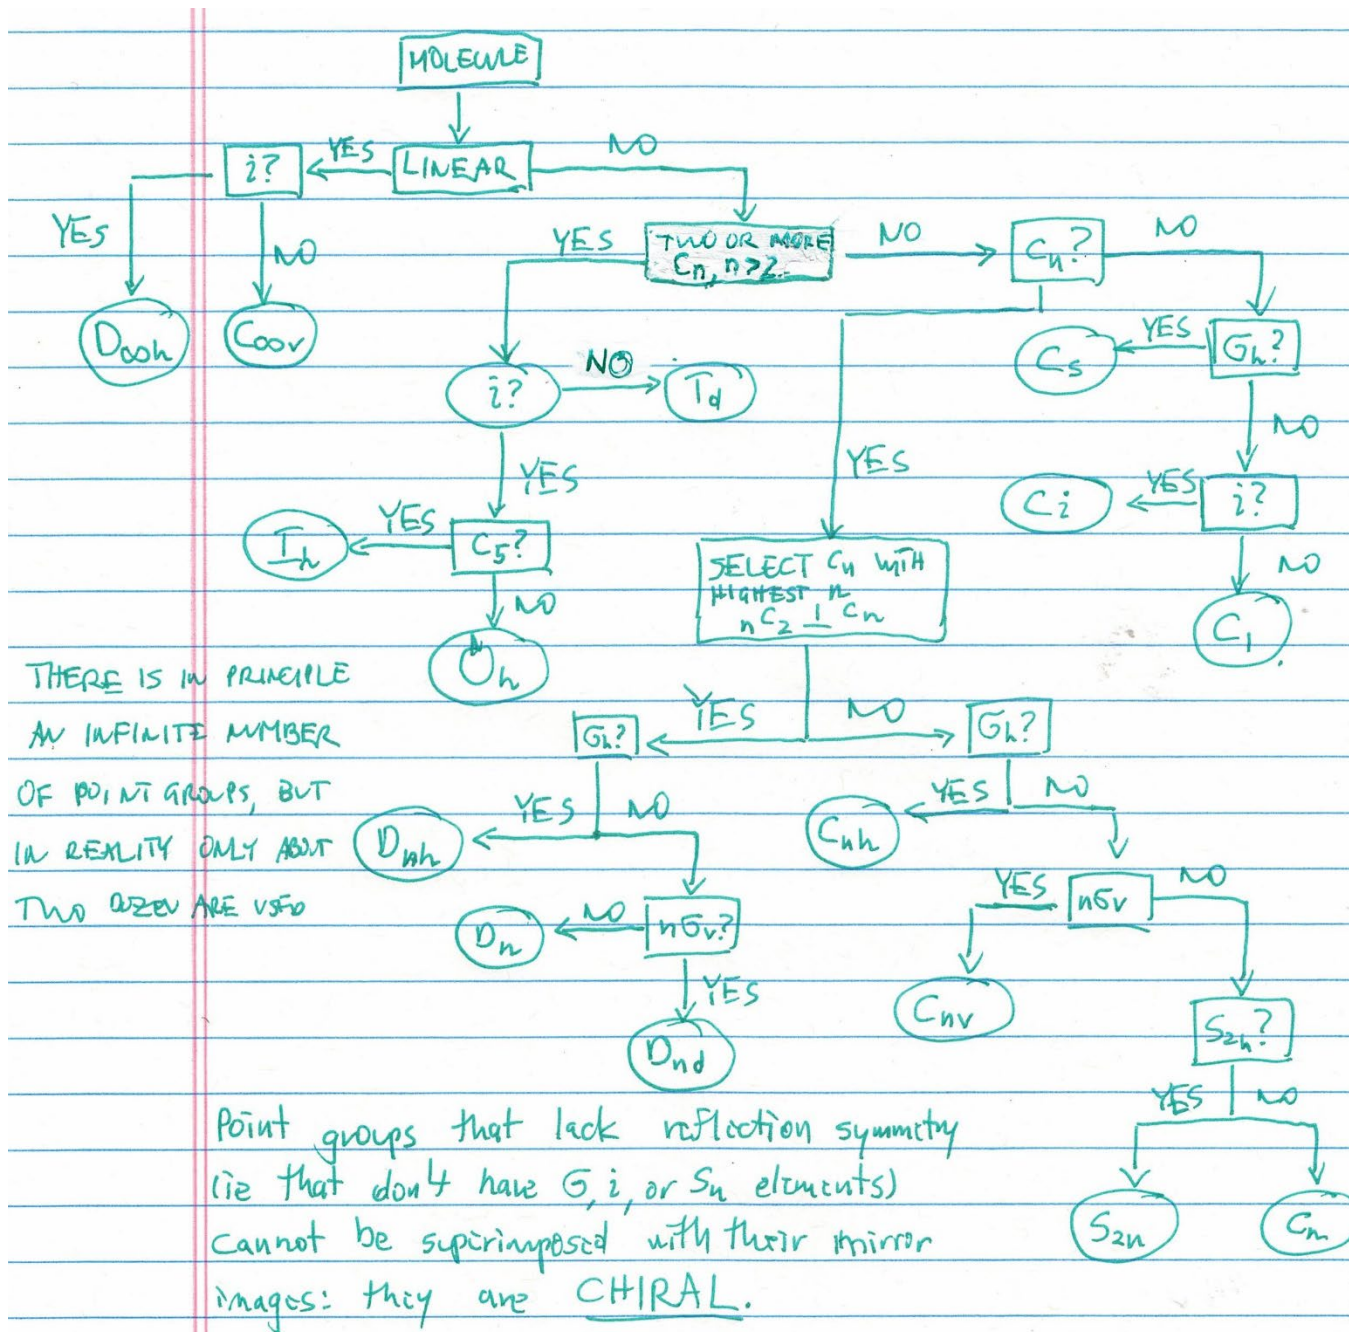 MOLECULE
i? YES LINEAR NO
YES NO
YES TWO OR MORE NO Cn? NO
Cn, n>2
D∞h C∞v
Cs YES σh?
i? NO Td
NO
YES YES
Ci YES i?
Ih YES C5?
NO
SELECT Cn WITH
HIGHEST n
nC2 ⊥ Cn
NO
C1
Oh
THERE IS IN PRINCIPLE
AN INFINITE NUMBER
OF POINT GROUPS, BUT
IN REALITY ONLY ABOUT
TWO DOZEN ARE USED
σh? YES NO σh?
YES NO YES NO
Dnh Cnh
YES nσv NO
Dn NO nσv?
YES
Cnv
S2n?
Dnd
YES NO
S2n Cn
Point groups that lack reflection symmetry
(ie that don't have σ, i, or Sn elements)
cannot be superimposed with their mirror
images: they are CHIRAL.